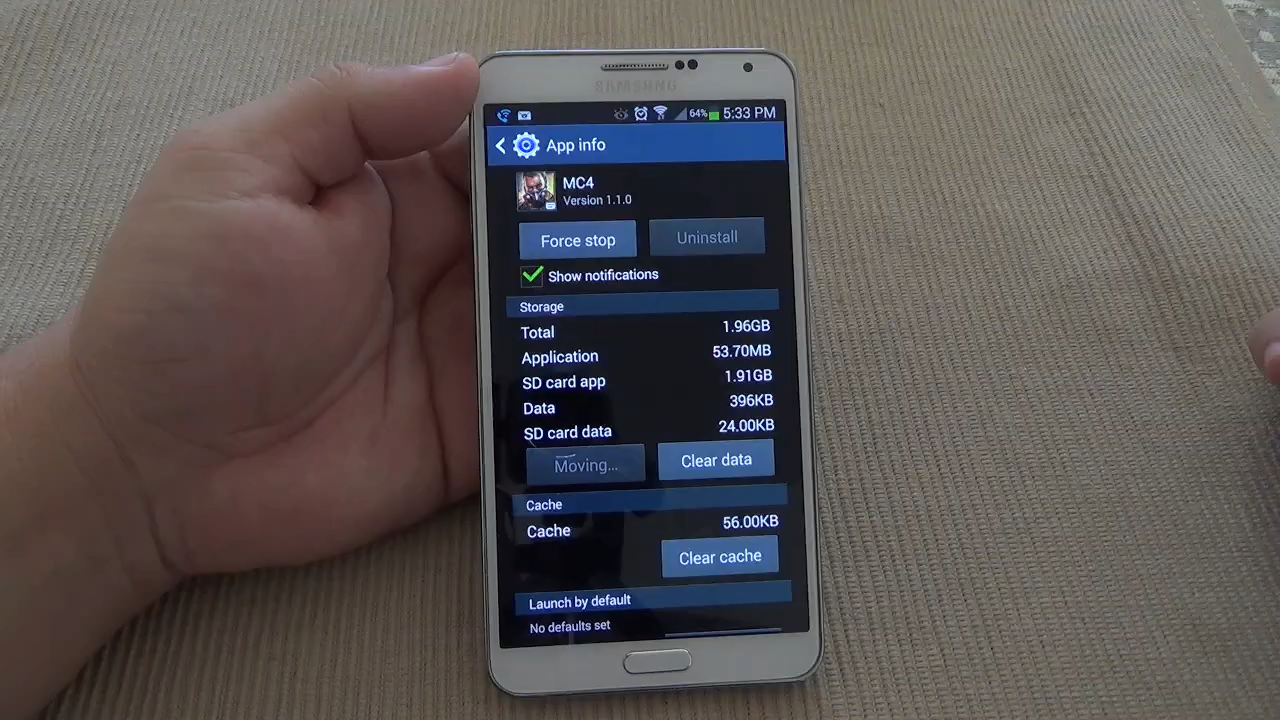 SAMSUNG
64% 5:33 PM
App info
MC4
Version 1.1.0
Force stop Uninstall
Show notifications
Storage
Total 1.96GB
Application 53.70MB
SD card app 1.91GB
Data 396KB
SD card data 24.00KB
Moving... Clear data
Cache
Cache 56.00KB
Clear cache
Launch by default
No defaults set